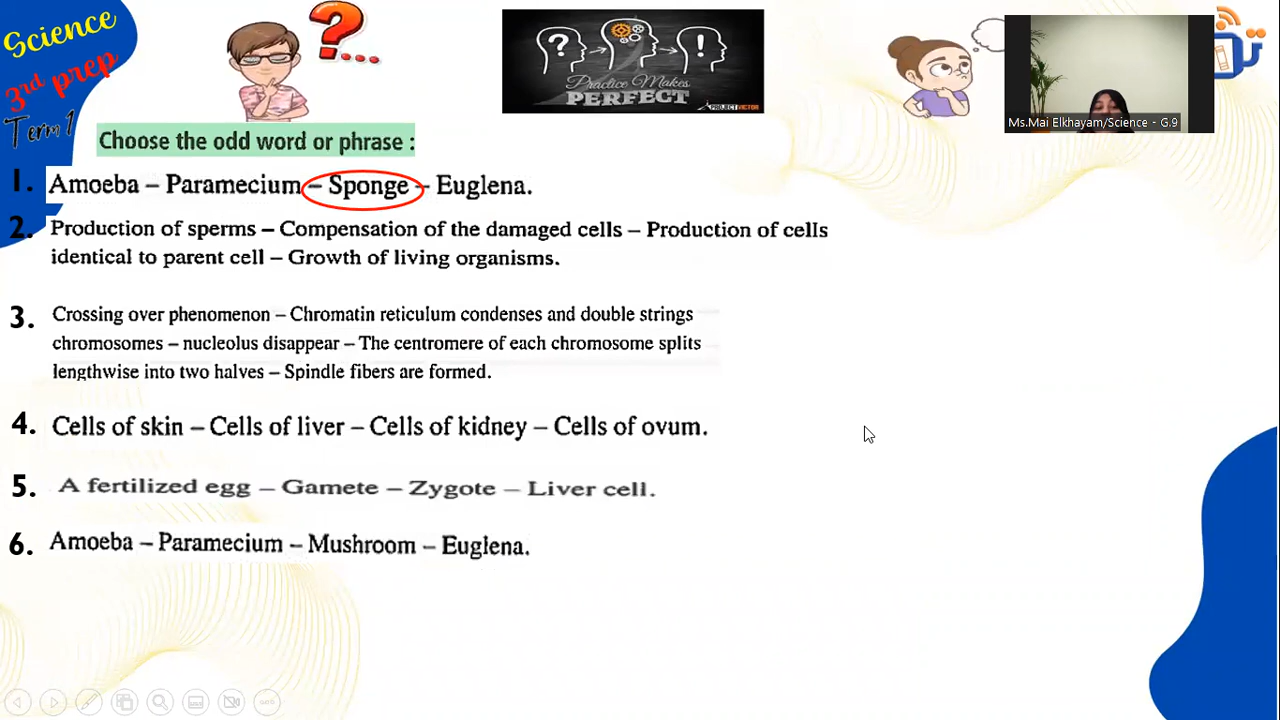 Science
3rd prep
Term 1
Practice Makes
PERFECT
PROJECT VICTOR
Ms.Mai Elkhayam/Science - G.9
Choose the odd word or phrase :
1. Amoeba – Paramecium – Sponge – Euglena.
2. Production of sperms – Compensation of the damaged cells – Production of cells
identical to parent cell – Growth of living organisms.
3. Crossing over phenomenon – Chromatin reticulum condenses and double strings
chromosomes – nucleolus disappear – The centromere of each chromosome splits
lengthwise into two halves – Spindle fibers are formed.
4. Cells of skin – Cells of liver – Cells of kidney – Cells of ovum.
5. A fertilized egg – Gamete – Zygote – Liver cell.
6. Amoeba – Paramecium – Mushroom – Euglena.